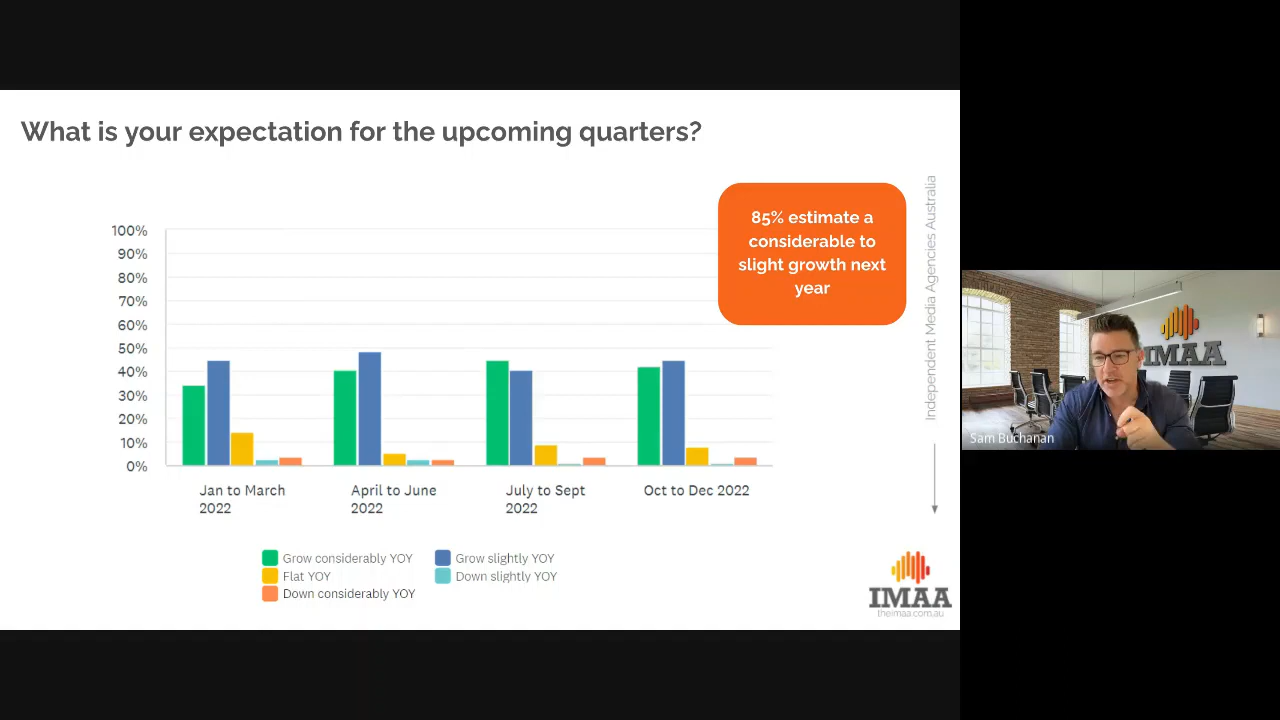 What is your expectation for the upcoming quarters?
85% estimate a
considerable to
slight growth next
year
Independent Media Agencies Australia
100%
90%
80%
70%
60%
50%
40%
30%
20%
10%
0%
Jan to March
2022
April to June
2022
July to Sept
2022
Oct to Dec 2022
Grow considerably YOY
Grow slightly YOY
Flat YOY
Down slightly YOY
Down considerably YOY
IMAA
theimaa.com.au
IMAA
Sam Buchanan